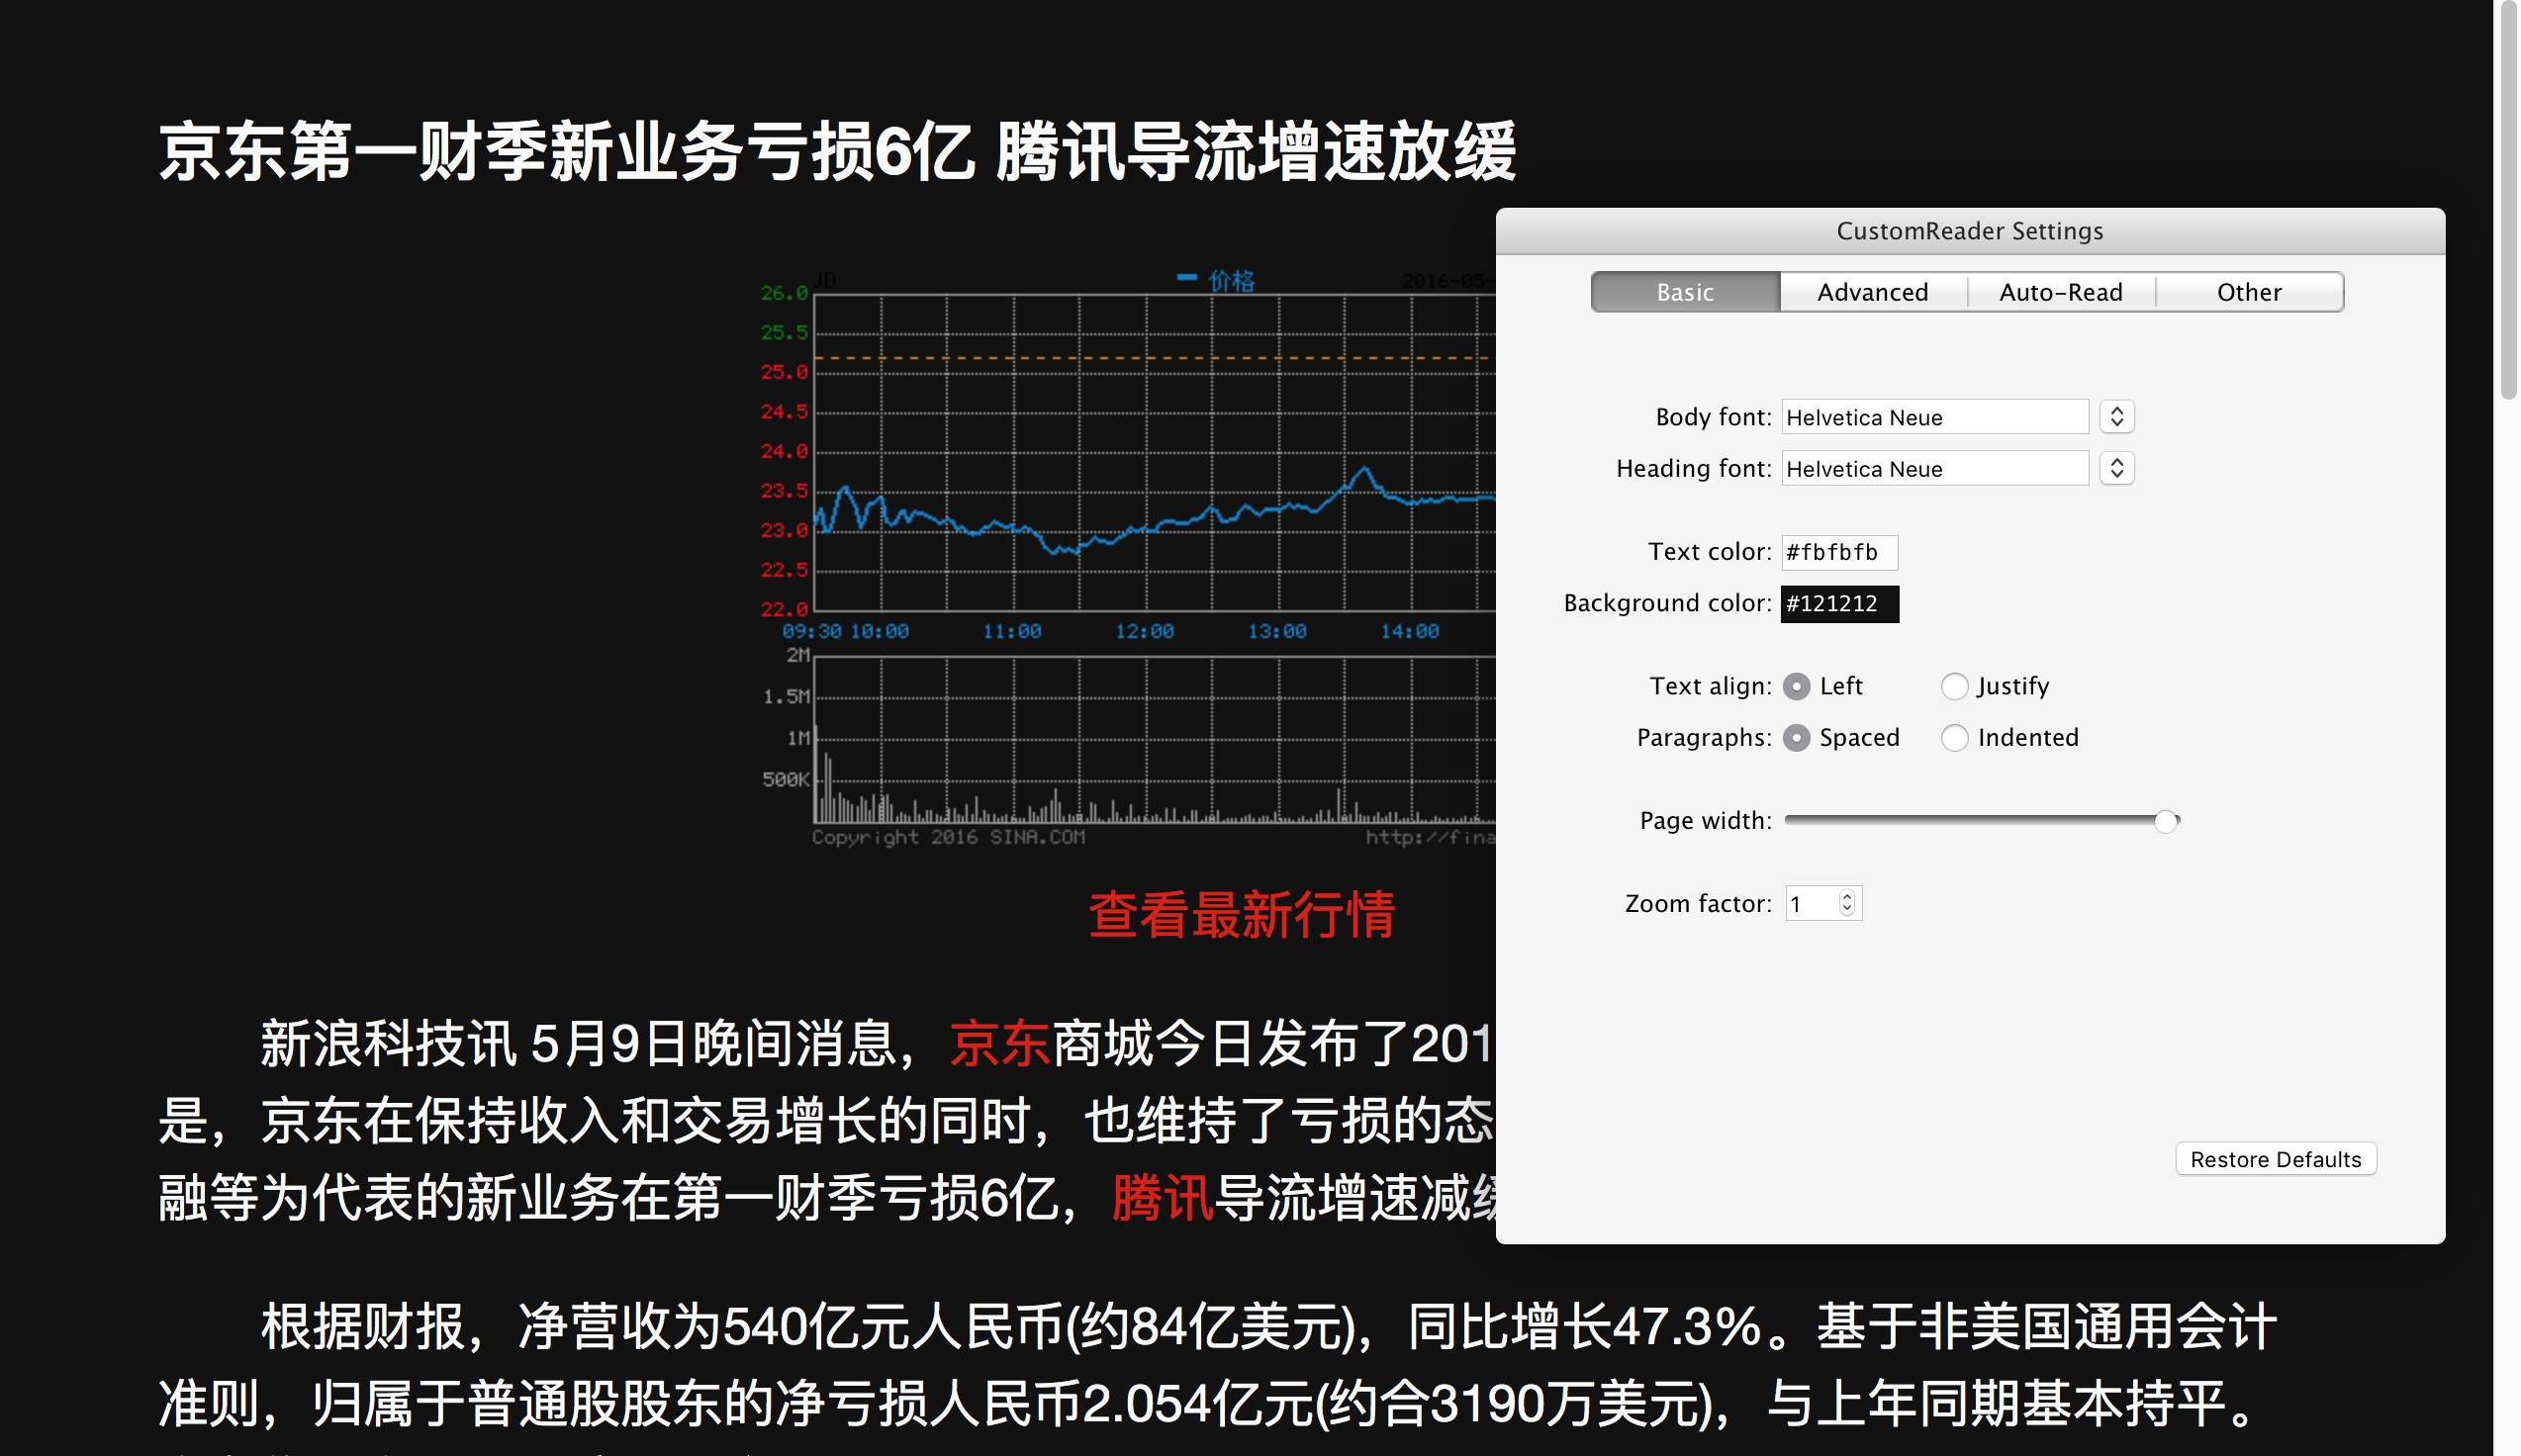 京东第一财季新业务亏损6亿 腾讯导流增速放缓
JD
价格
2016-05-
26.0
25.5
25.0
24.5
24.0
23.5
23.0
22.5
22.0
09:30 10:00 11:00 12:00 13:00 14:00
2M
1.5M
1M
500K
Copyright 2016 SINA.COM
http://fina
查看最新行情
新浪科技讯 5月9日晚间消息，京东商城今日发布了201
是，京东在保持收入和交易增长的同时，也维持了亏损的态
融等为代表的新业务在第一财季亏损6亿，腾讯导流增速减缓
根据财报，净营收为540亿元人民币(约84亿美元)，同比增长47.3%。基于非美国通用会计
准则，归属于普通股股东的净亏损人民币2.054亿元(约合3190万美元)，与上年同期基本持平。
CustomReader Settings
Basic Advanced Auto-Read Other
Body font: Helvetica Neue
Heading font: Helvetica Neue
Text color: #fbfbfb
Background color: #121212
Text align: Left Justify
Paragraphs: Spaced Indented
Page width:
Zoom factor: 1
Restore Defaults